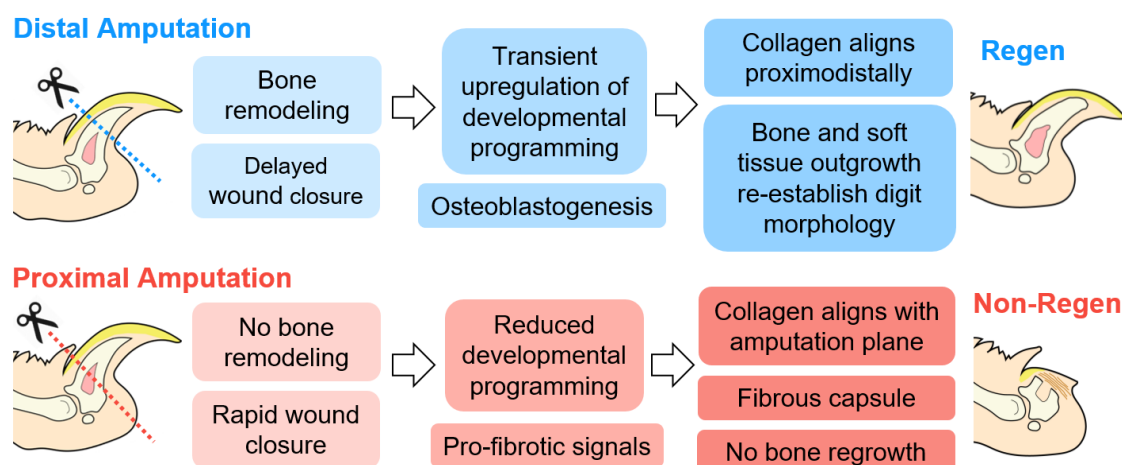 Distal Amputation
Bone
remodeling
Delayed
wound closure
Transient
upregulation of
developmental
programming
Osteoblastogenesis
Collagen aligns
proximodistally
Bone and soft
tissue outgrowth
re-establish digit
morphology
Regen
Proximal Amputation
No bone
remodeling
Rapid wound
closure
Reduced
developmental
programming
Pro-fibrotic signals
Collagen aligns with
amputation plane
Fibrous capsule
No bone regrowth
Non-Regen